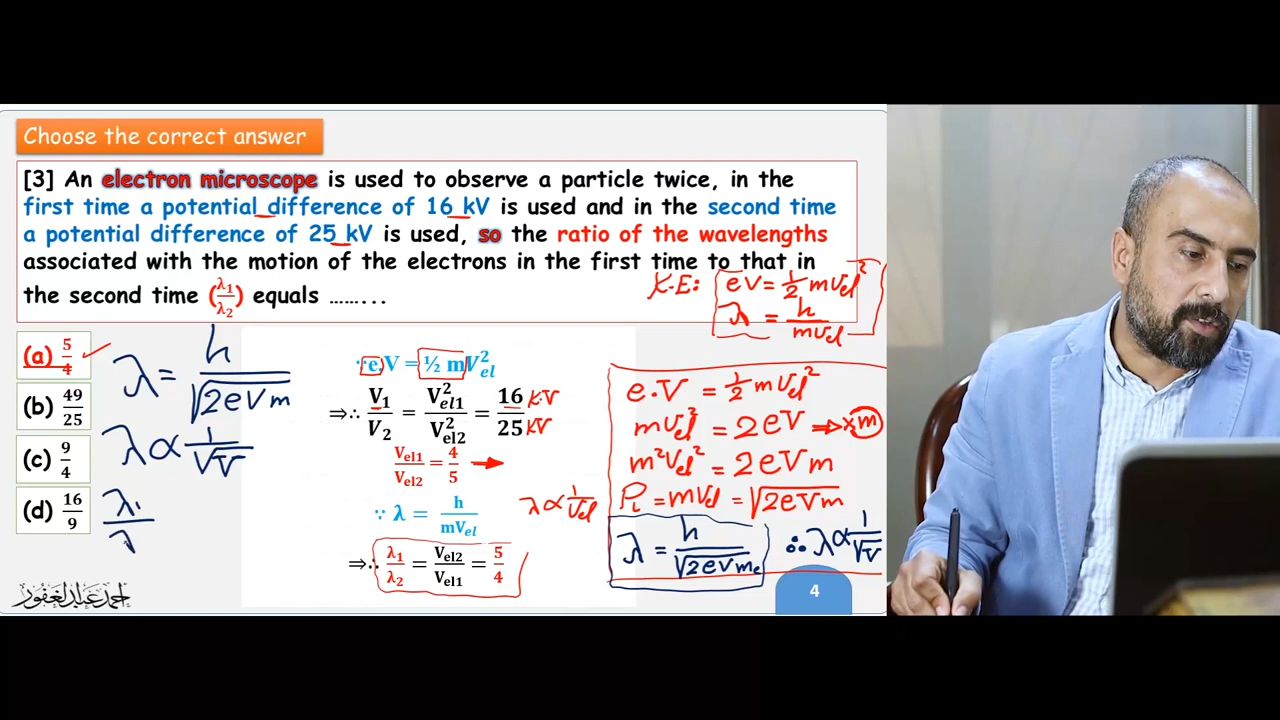 Choose the correct answer
[3] An electron microscope is used to observe a particle twice, in the
first time a potential difference of 16 kV is used and in the second time
a potential difference of 25 kV is used, so the ratio of the wavelengths
associated with the motion of the electrons in the first time to that in
the second time (λ₁/λ₂) equals ........
K.E: eV = ½ mVel²
λ = h/mVel
(a) 5/4
(b) 49/25
(c) 9/4
(d) 16/9
λ = h/√2eVm
λ ∝ 1/√V
λ₁
∵ e.V = ½ mV²el
⇒∴ V₁/V₂ = V²el1/V²el2 = 16/25 KV KV
Vel1/Vel2 = 4/5
∵ λ = h/mVel
λ ∝ 1/Vel
⇒∴ λ₁/λ₂ = Vel2/Vel1 = 5/4
e.V = ½ mVel²
mVel² = 2eV ⇒ ×m
m²Vel² = 2eVm
P_L = mVel = √2eVm
λ = h/√2eVmₑ ∴ λ ∝ 1/√V
احمد عبدالغفور
4